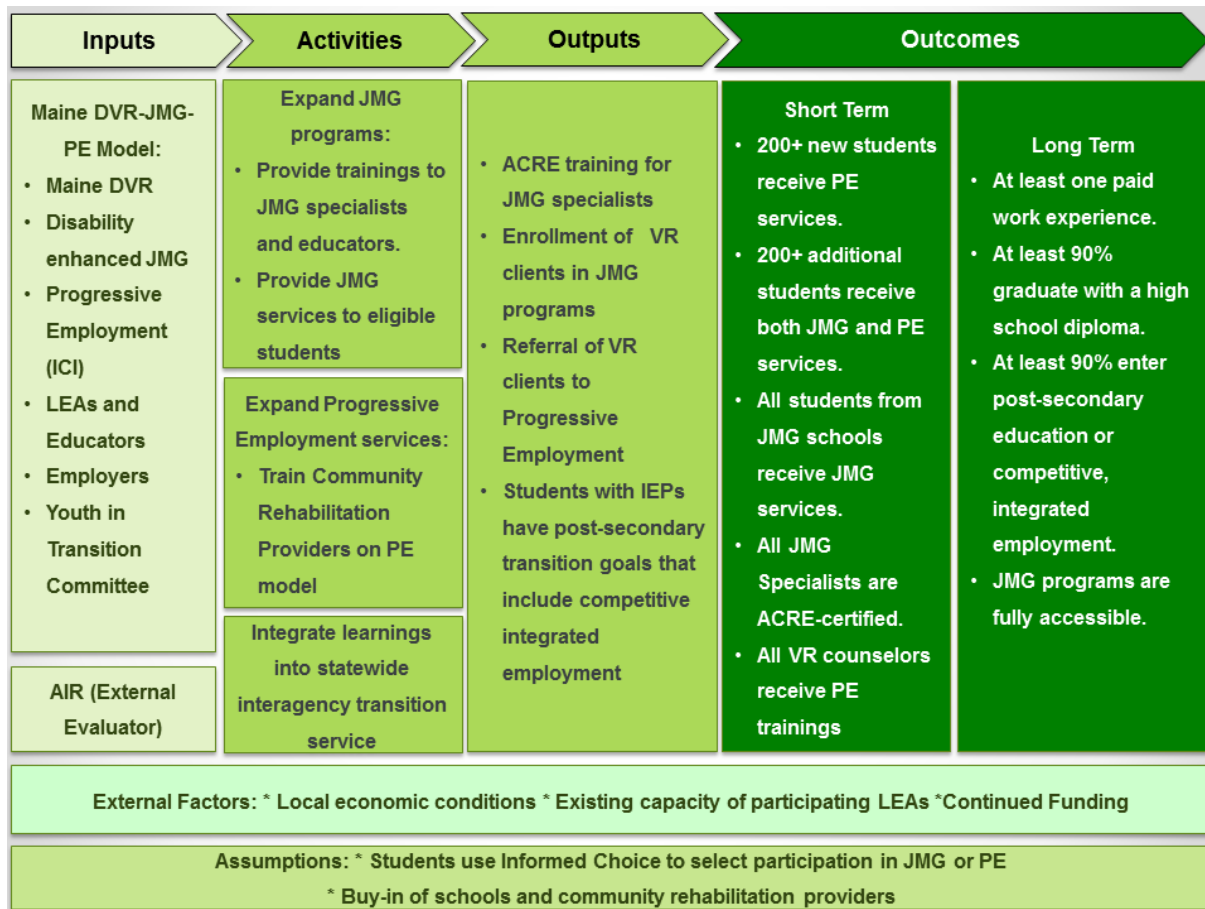 Inputs
Activities
Outputs
Outcomes
Maine DVR-JMG-
PE Model:
• Maine DVR
• Disability
enhanced JMG
• Progressive
Employment
(ICI)
• LEAs and
Educators
• Employers
• Youth in
Transition
Committee
AIR (External
Evaluator)
Expand JMG
programs:
• Provide trainings to
JMG specialists
and educators.
• Provide JMG
services to eligible
students
Expand Progressive
Employment services:
• Train Community
Rehabilitation
Providers on PE
model
Integrate learnings
into statewide
interagency transition
service
• ACRE training for
JMG specialists
• Enrollment of VR
clients in JMG
programs
• Referral of VR
clients to
Progressive
Employment
• Students with IEPs
have post-secondary
transition goals that
include competitive
integrated
employment
Short Term
• 200+ new students
receive PE
services.
• 200+ additional
students receive
both JMG and PE
services.
• All students from
JMG schools
receive JMG
services.
• All JMG
Specialists are
ACRE-certified.
• All VR counselors
receive PE
trainings
Long Term
• At least one paid
work experience.
• At least 90%
graduate with a high
school diploma.
• At least 90% enter
post-secondary
education or
competitive,
integrated
employment.
• JMG programs are
fully accessible.
External Factors: * Local economic conditions * Existing capacity of participating LEAs *Continued Funding
Assumptions: * Students use Informed Choice to select participation in JMG or PE
* Buy-in of schools and community rehabilitation providers